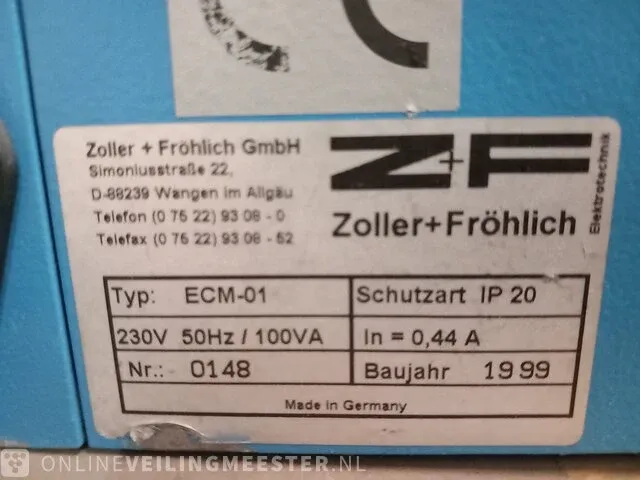 CE
Zoller + Fröhlich GmbH
Simoniusstraße 22,
D-88239 Wangen im Allgäu
Telefon (0 75 22) 93 08 - 0
Telefax (0 75 22) 93 08 - 52
Z+F
Elektrotechnik
Zoller+Fröhlich
Typ: ECM-01 Schutzart IP 20
230V 50Hz / 100VA In = 0,44 A
Nr.: 0148 Baujahr 1999
Made in Germany
ONLINEVEILINGMEESTER.NL